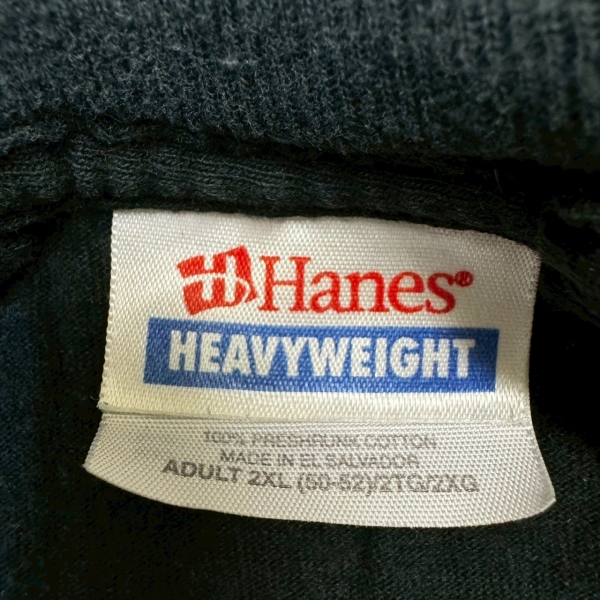 Hanes®
HEAVYWEIGHT
100% PRESHRUNK COTTON
MADE IN EL SALVADOR
ADULT 2XL (50-52)/2TG/2XG